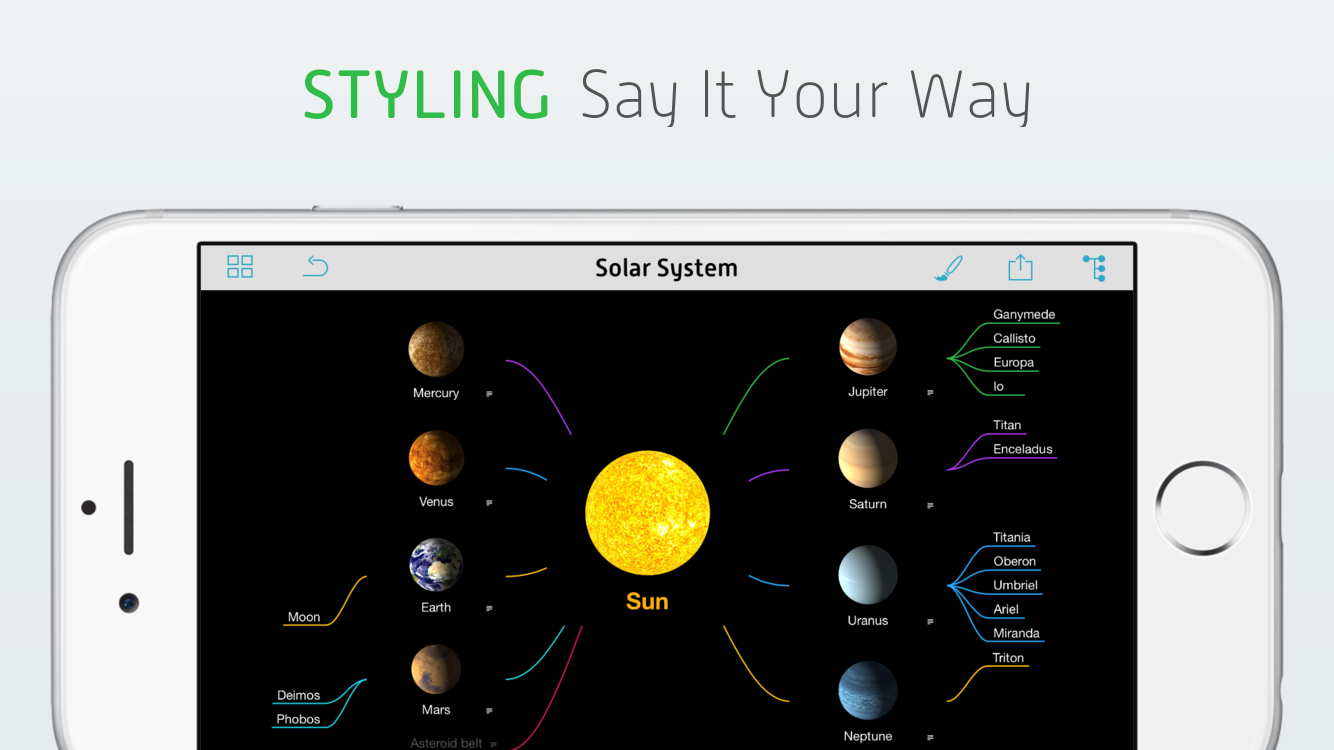 STYLING Say It Your Way
Solar System
Mercury
Venus
Earth
Moon
Mars
Deimos
Phobos
Asteroid belt
Sun
Jupiter
Ganymede
Callisto
Europa
Io
Saturn
Titan
Enceladus
Uranus
Titania
Oberon
Umbriel
Ariel
Miranda
Neptune
Triton